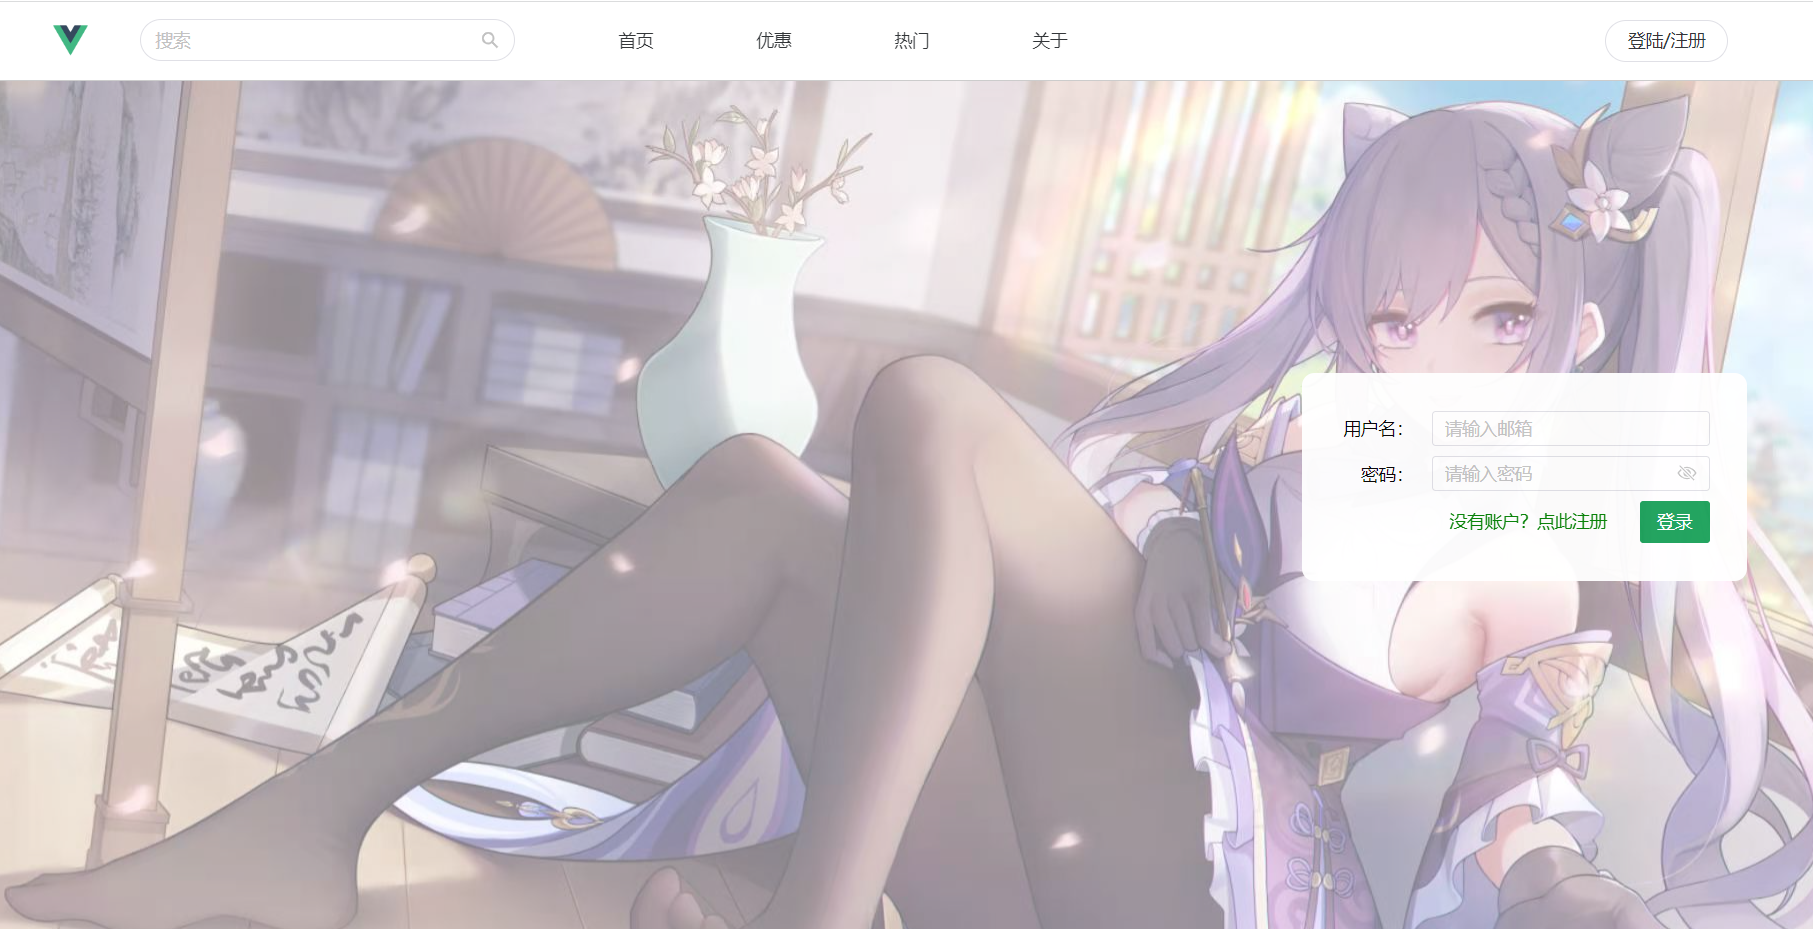 搜索
首页 优惠 热门 关于
登陆/注册
用户名：
请输入邮箱
密码：
请输入密码
没有账户？点此注册
登录